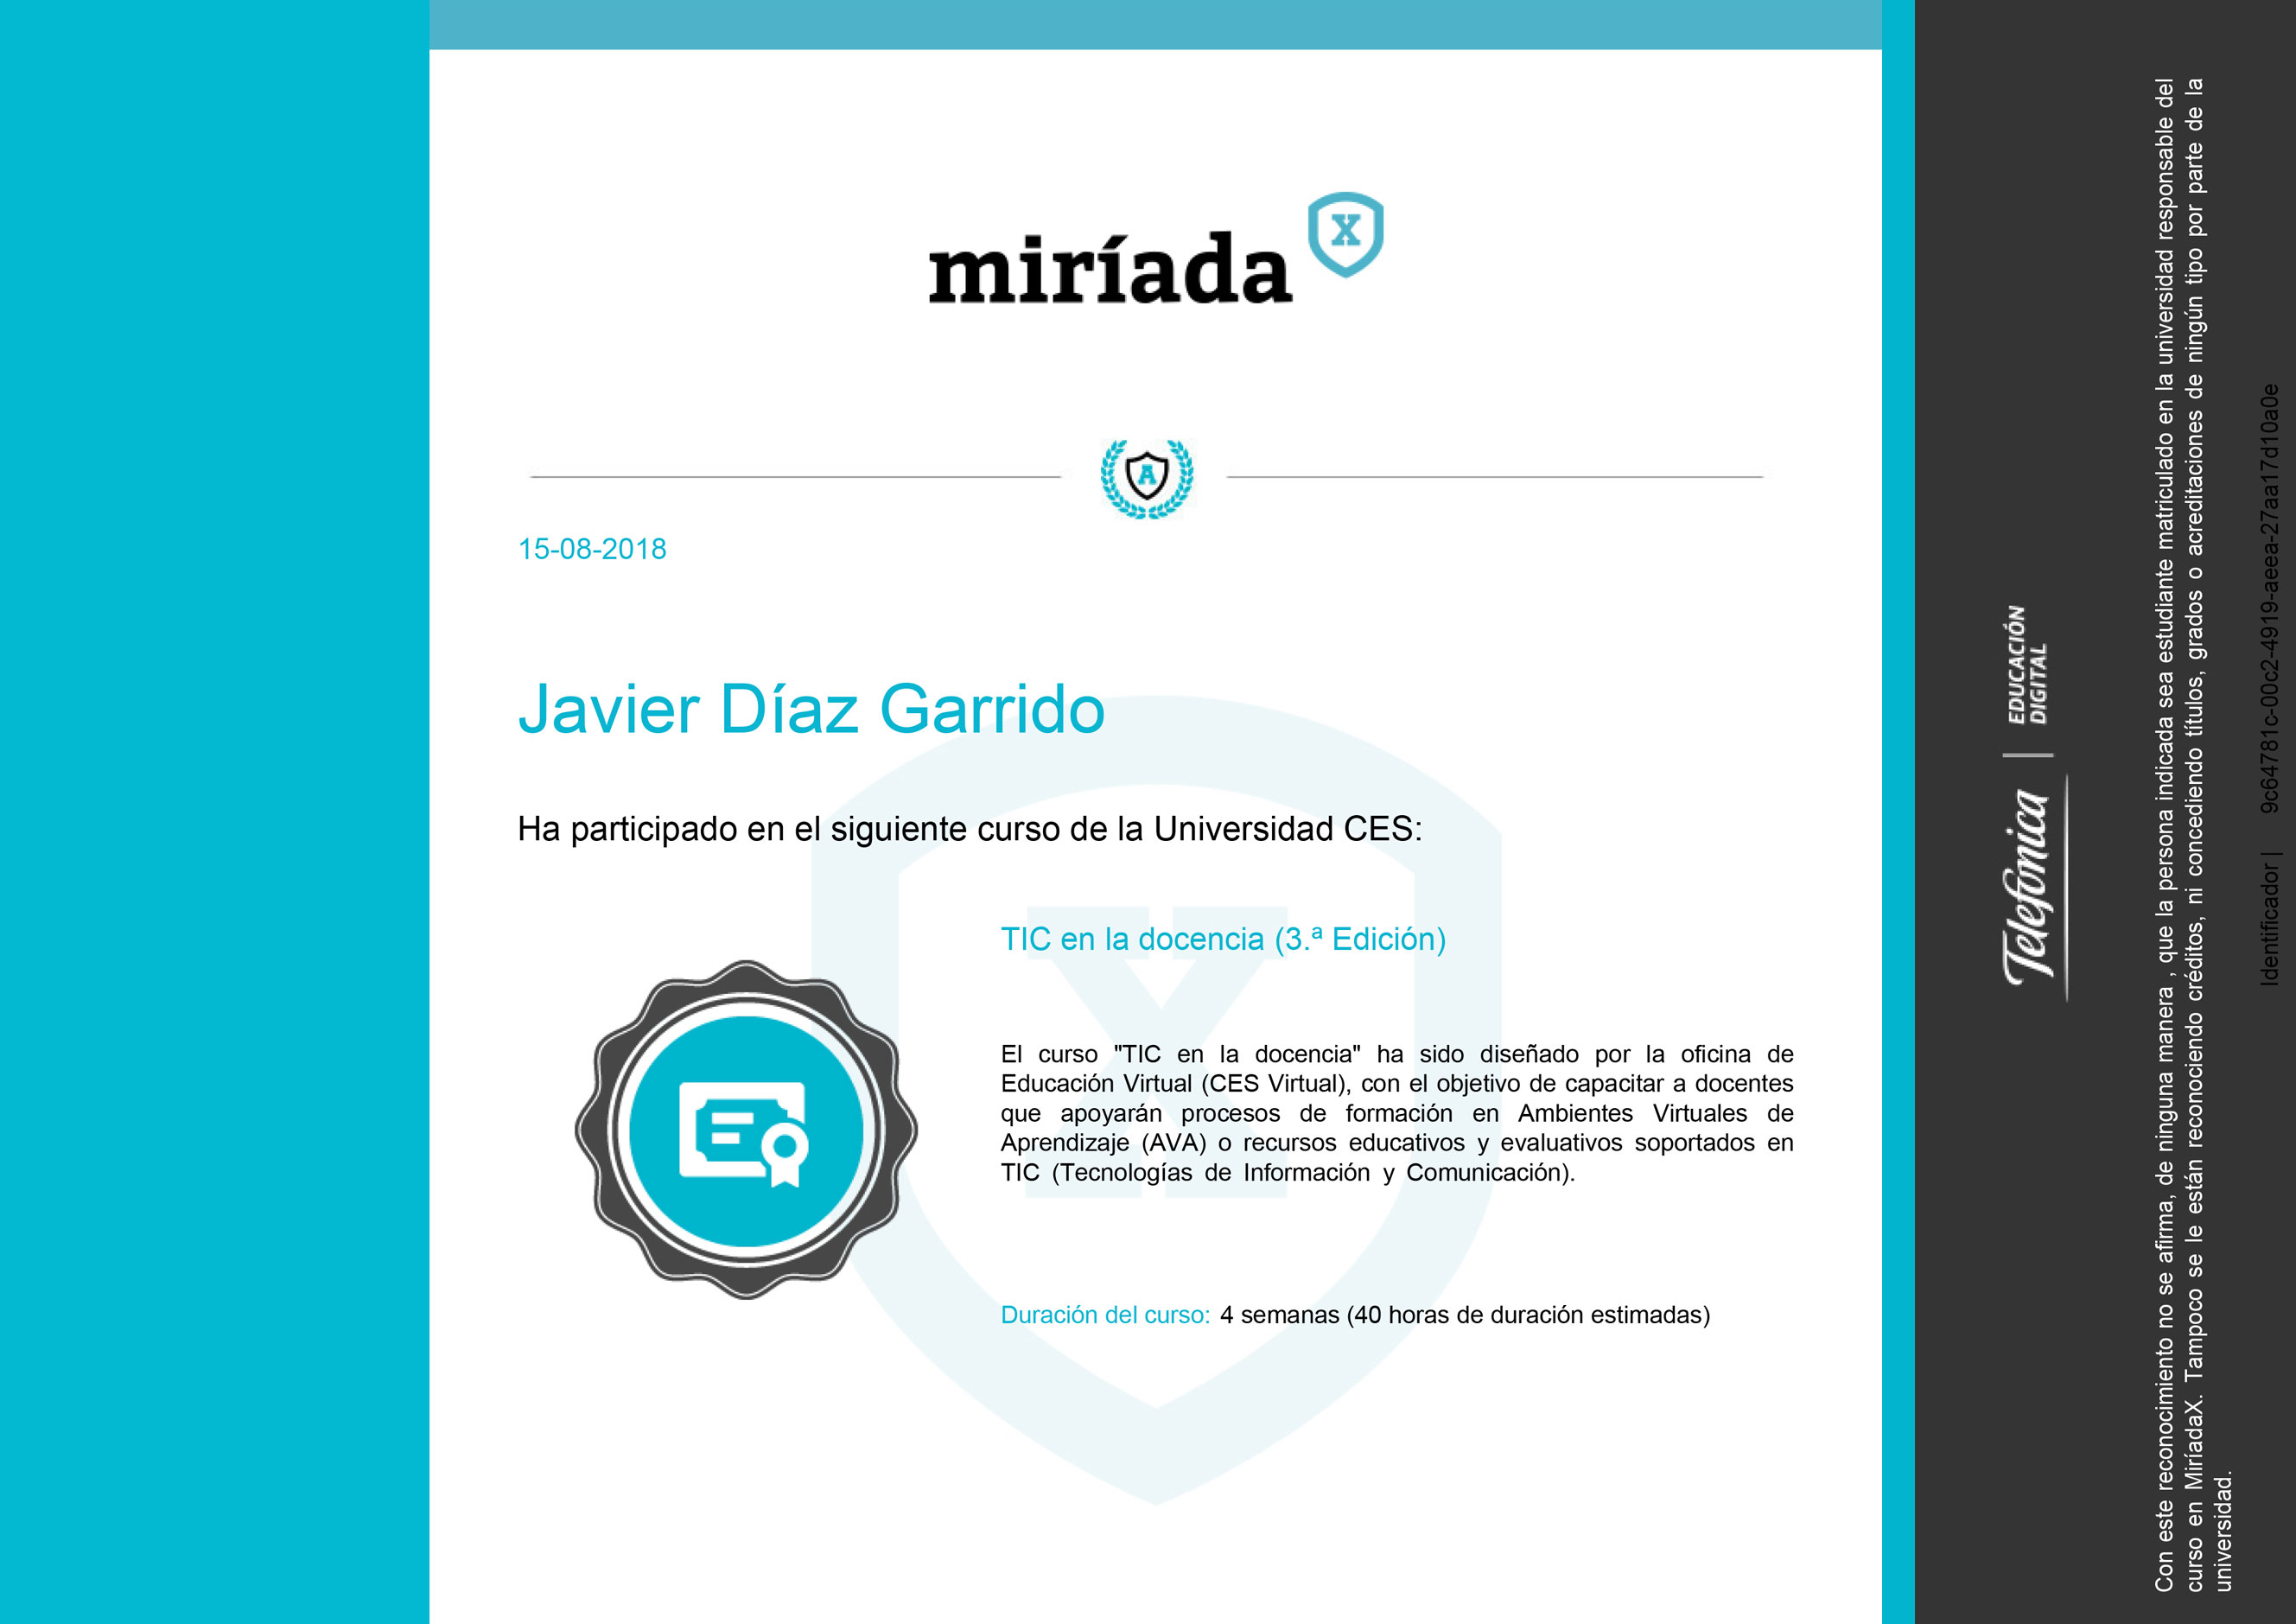 miríada X
A
15-08-2018
Javier Díaz Garrido
Ha participado en el siguiente curso de la Universidad CES:
TIC en la docencia (3.ª Edición)
El curso "TIC en la docencia" ha sido diseñado por la oficina de
Educación Virtual (CES Virtual), con el objetivo de capacitar a docentes
que apoyarán procesos de formación en Ambientes Virtuales de
Aprendizaje (AVA) o recursos educativos y evaluativos soportados en
TIC (Tecnologías de Información y Comunicación).
Duración del curso: 4 semanas (40 horas de duración estimadas)
Telefónica | EDUCACIÓN
DIGITAL
Con este reconocimiento no se afirma, de ninguna manera , que la persona indicada sea estudiante matriculado en la universidad responsable del
curso en MiríadaX. Tampoco se le están reconociendo créditos, ni concediendo títulos, grados o acreditaciones de ningún tipo por parte de la
universidad.
Identificador | 9c64781c-00c2-4919-aeea-27aa17d10a0e